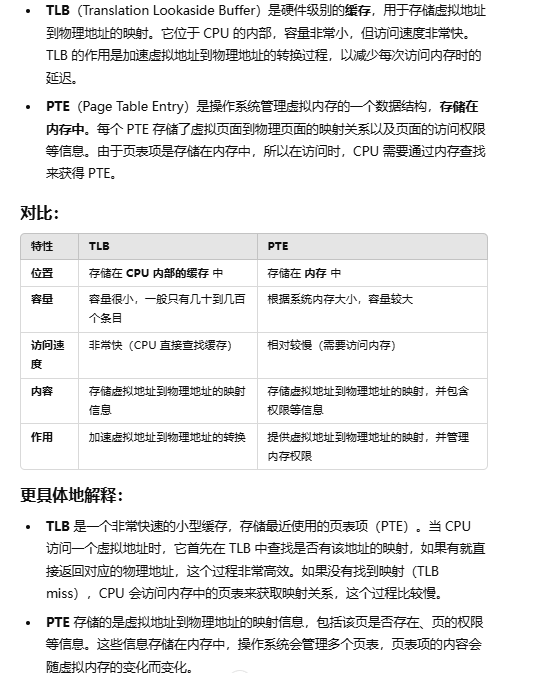 • TLB（Translation Lookaside Buffer）是硬件级别的缓存，用于存储虚拟地址
到物理地址的映射。它位于 CPU 的内部，容量非常小，但访问速度非常快。
TLB 的作用是加速虚拟地址到物理地址的转换过程，以减少每次访问内存时的
延迟。
• PTE（Page Table Entry）是操作系统管理虚拟内存的一个数据结构，存储在
内存中。每个 PTE 存储了虚拟页面到物理页面的映射关系以及页面的访问权限
等信息。由于页表项是存储在内存中，所以在访问时，CPU 需要通过内存查找
来获得 PTE。
对比：
特性 TLB PTE
位置 存储在 CPU 内部的缓存 中 存储在 内存 中
容量 容量很小，一般只有几十到几百 根据系统内存大小，容量较大
个条目
访问速 非常快（CPU 直接查找缓存） 相对较慢（需要访问内存）
度
内容 存储虚拟地址到物理地址的映射 存储虚拟地址到物理地址的映射，并包含
信息 权限等信息
作用 加速虚拟地址到物理地址的转换 提供虚拟地址到物理地址的映射，并管理
内存权限
更具体地解释：
• TLB 是一个非常快速的小型缓存，存储最近使用的页表项（PTE）。当 CPU
访问一个虚拟地址时，它首先在 TLB 中查找是否有该地址的映射，如果有就直
接返回对应的物理地址，这个过程非常高效。如果没有找到映射（TLB
miss），CPU 会访问内存中的页表来获取映射关系，这个过程比较慢。
• PTE 存储的是虚拟地址到物理地址的映射信息，包括该页是否存在、页的权限
等信息。这些信息存储在内存中，操作系统会管理多个页表，页表项的内容会
随虚拟内存的变化而变化。